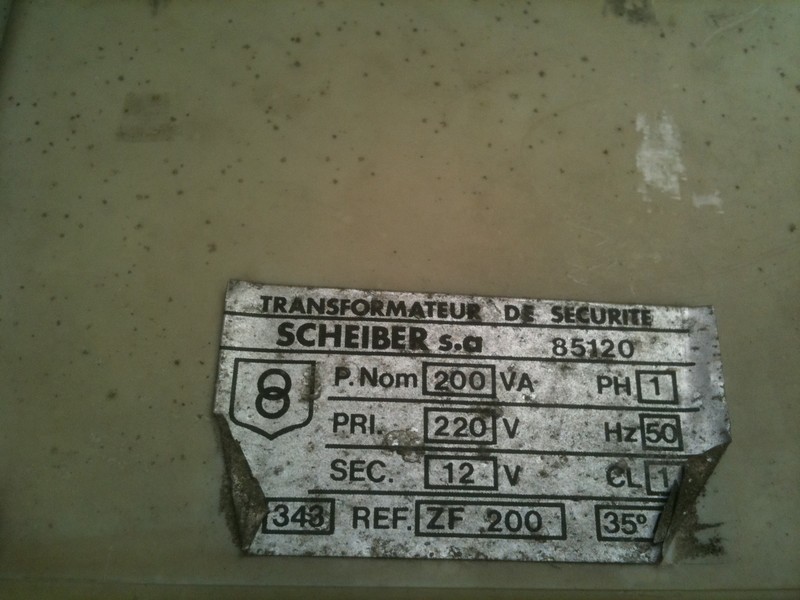 TRANSFORMATEUR DE SECURITE
SCHEIBER s.a 85120
P.Nom 200 VA PH 1
PRI. 220 V Hz 50
SEC. 12 V CL 1
343 REF. ZF 200 35°